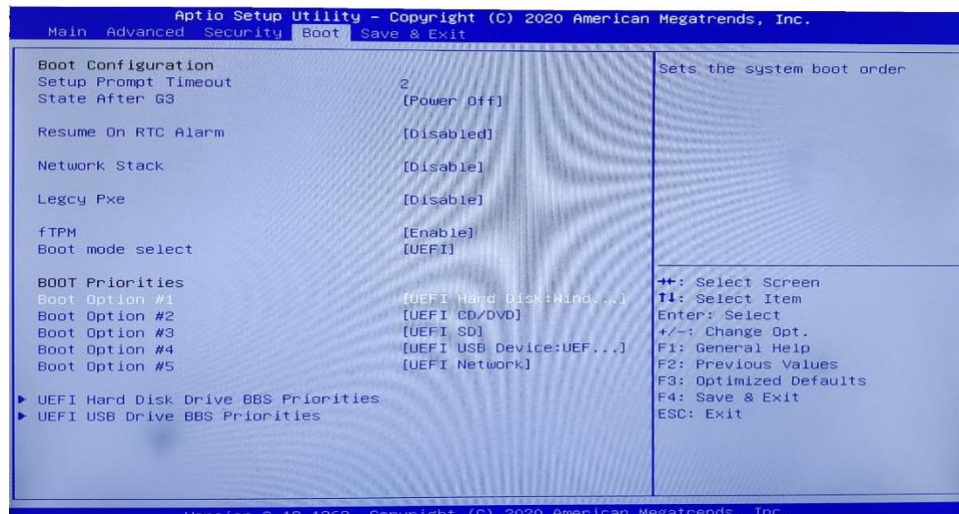 Aptio Setup Utility – Copyright (C) 2020 American Megatrends, Inc.
Main Advanced Security Boot Save & Exit
Boot Configuration
Setup Prompt Timeout 2
State After G3 [Power Off]
Resume On RTC Alarm [Disabled]
Network Stack [Disable]
Legcy Pxe [Disable]
fTPM [Enable]
Boot mode select [UEFI]
BOOT Priorities
Boot Option #1 [UEFI Hard Disk:Wind...]
Boot Option #2 [UEFI CD/DVD]
Boot Option #3 [UEFI SD]
Boot Option #4 [UEFI USB Device:UEF...]
Boot Option #5 [UEFI Network]
UEFI Hard Disk Drive BBS Priorities
UEFI USB Drive BBS Priorities
Sets the system boot order
→←: Select Screen
↑↓: Select Item
Enter: Select
+/-: Change Opt.
F1: General Help
F2: Previous Values
F3: Optimized Defaults
F4: Save & Exit
ESC: Exit
Copyright (C) 2020 American Megatrends, Inc.